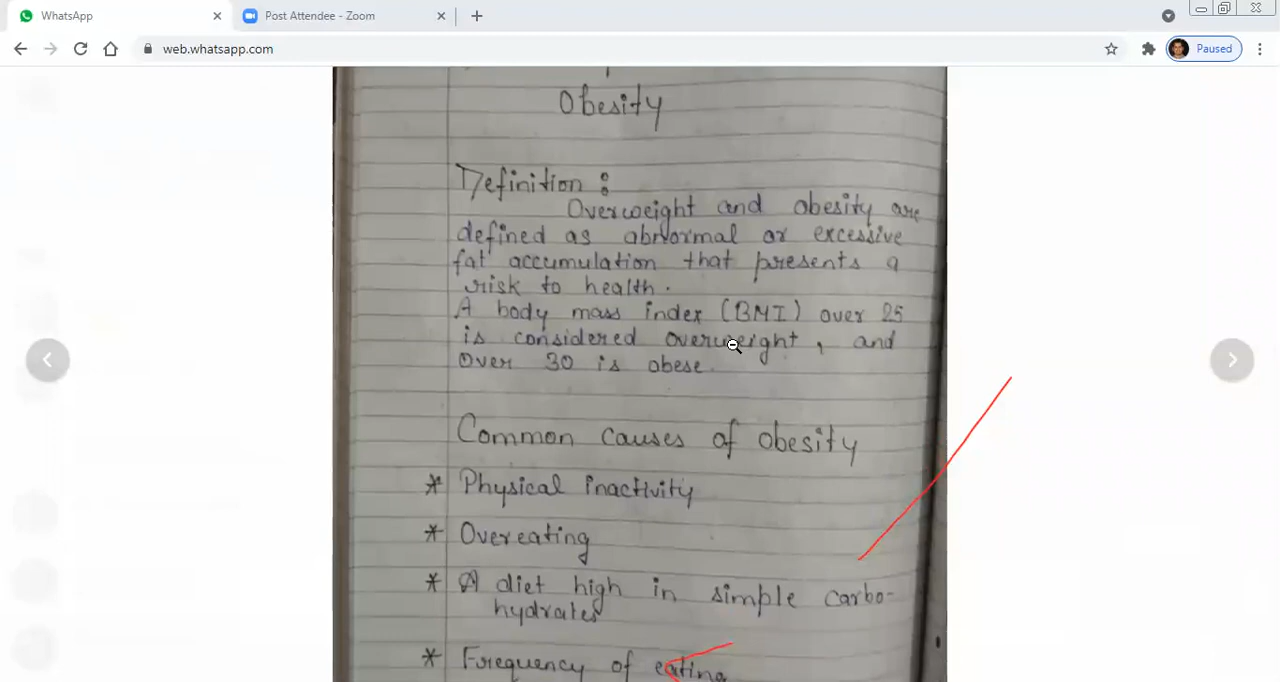 WhatsApp
Post Attendee - Zoom
web.whatsapp.com
Paused
Obesity
Definition :
Overweight and obesity are
defined as abnormal or excessive
fat accumulation that presents a
risk to health.
A body mass index (BMI) over 25
is considered overweight, and
over 30 is obese.
Common causes of obesity
* Physical inactivity
* Overeating
* A diet high in simple carbo-
hydrates
* Frequency of eating